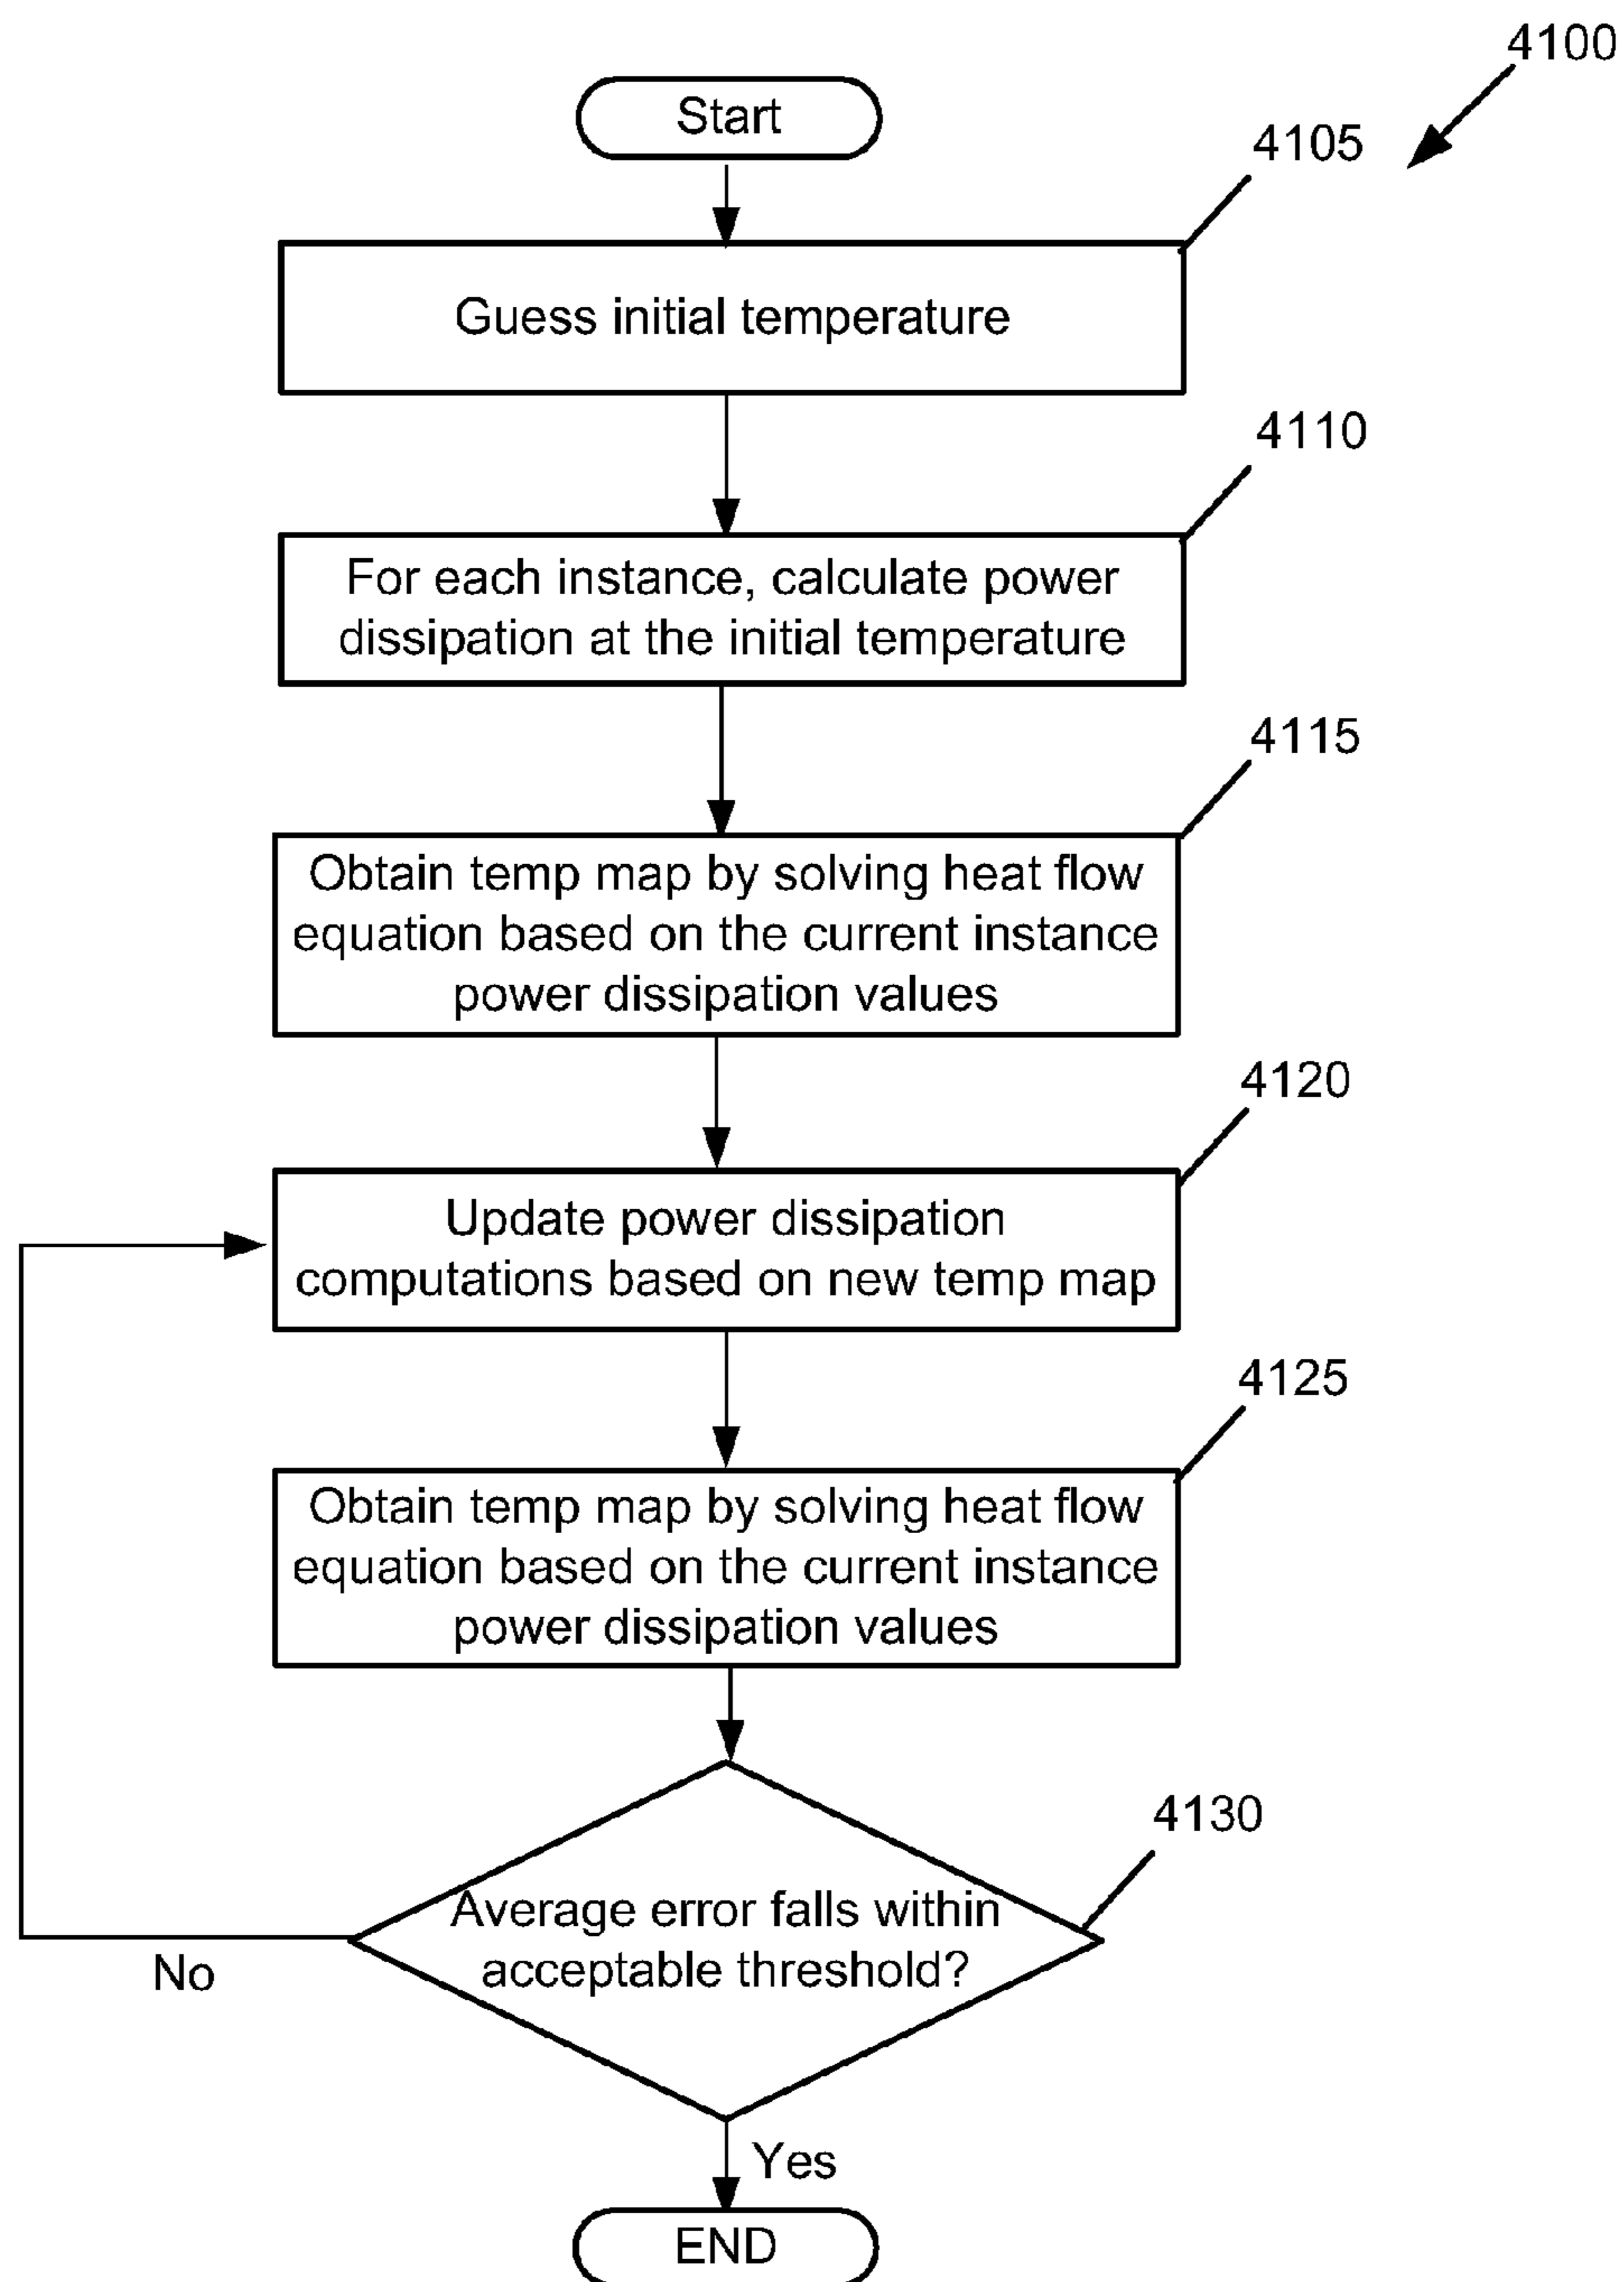 4100
Start
4105
Guess initial temperature
4110
For each instance, calculate power
dissipation at the initial temperature
4115
Obtain temp map by solving heat flow
equation based on the current instance
power dissipation values
4120
Update power dissipation
computations based on new temp map
4125
Obtain temp map by solving heat flow
equation based on the current instance
power dissipation values
4130
Average error falls within
acceptable threshold?
No
Yes
END